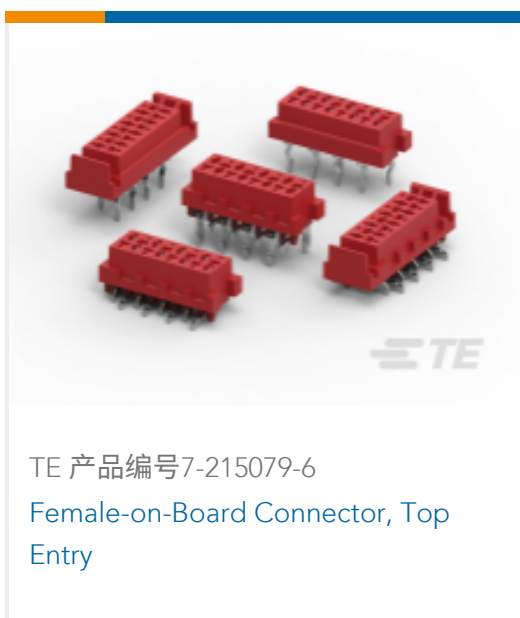 TE
TE 产品编号7-215079-6
Female-on-Board Connector, Top
Entry